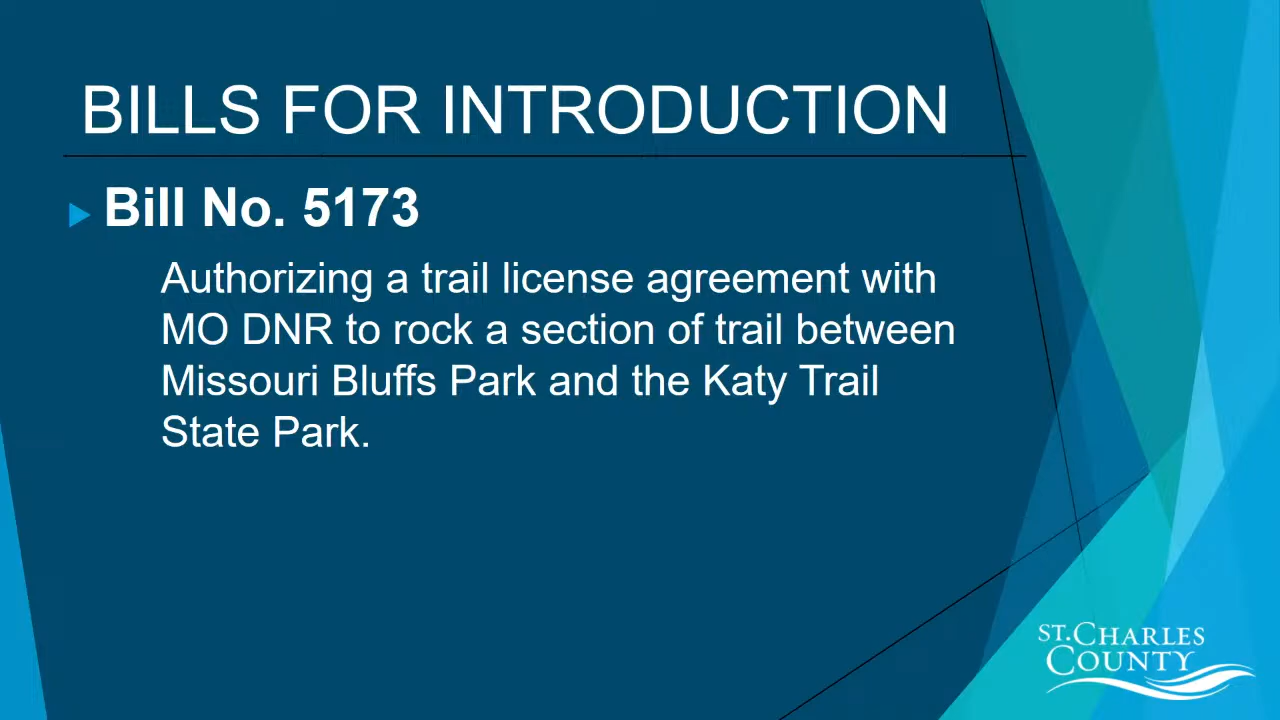 BILLS FOR INTRODUCTION
Bill No. 5173
Authorizing a trail license agreement with
MO DNR to rock a section of trail between
Missouri Bluffs Park and the Katy Trail
State Park.
ST. CHARLES
COUNTY